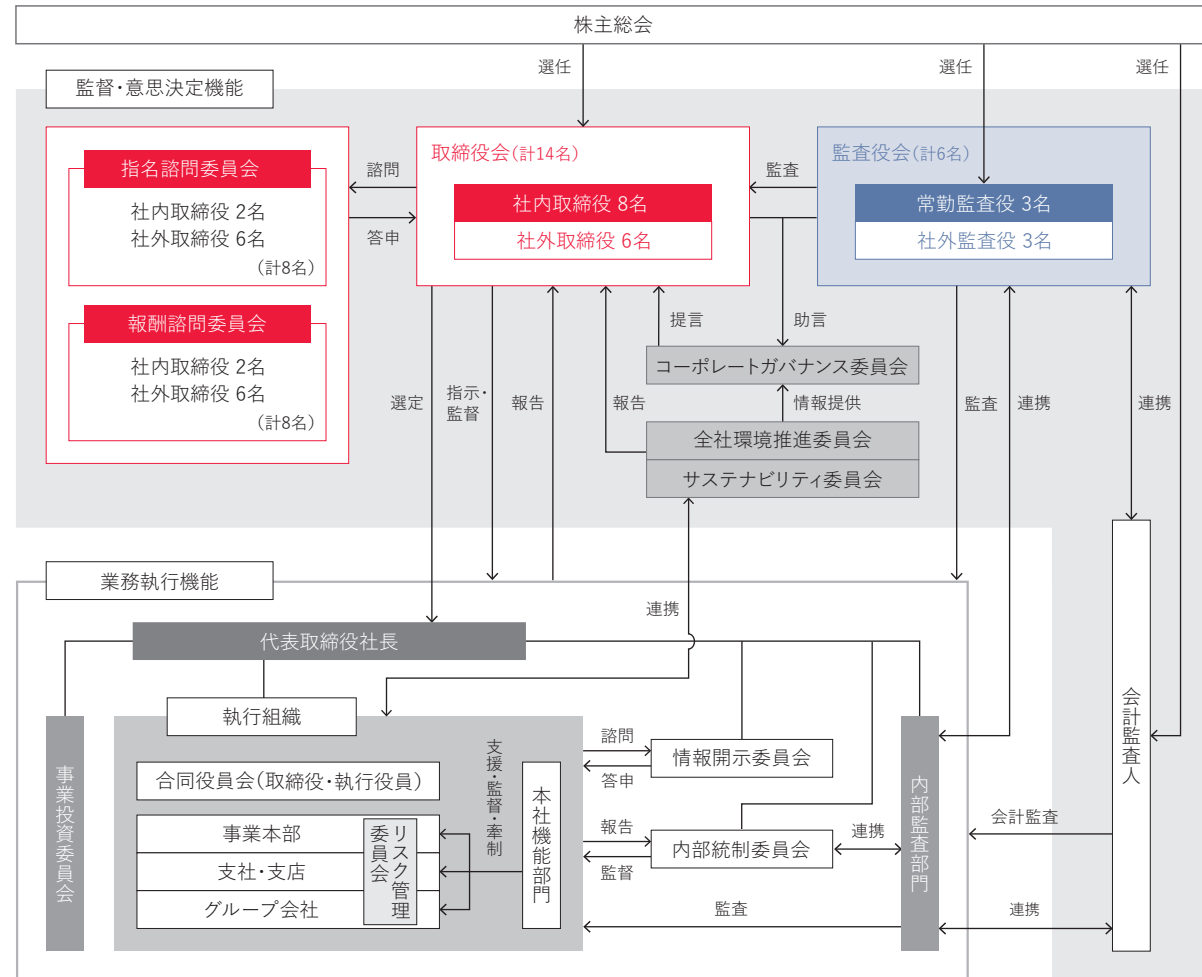 株主総会
選任
選任
選任
監督・意思決定機能
指名諮問委員会
社内取締役 2名
社外取締役 6名
(計8名)
報酬諮問委員会
社内取締役 2名
社外取締役 6名
(計8名)
諮問
答申
取締役会(計14名)
社内取締役 8名
社外取締役 6名
監査
監査役会(計6名)
常勤監査役 3名
社外監査役 3名
提言
助言
コーポレートガバナンス委員会
選定
指示・
監督
報告
報告
情報提供
監査
連携
連携
全社環境推進委員会
サステナビリティ委員会
業務執行機能
連携
代表取締役社長
執行組織
事業投資委員会
合同役員会(取締役・執行役員)
事業本部
支社・支店
グループ会社
リスク管理
委員会
支援・監督・牽制
本社機能部門
諮問
答申
情報開示委員会
報告
監督
内部統制委員会
連携
内部監査部門
監査
会計監査
連携
会計監査人